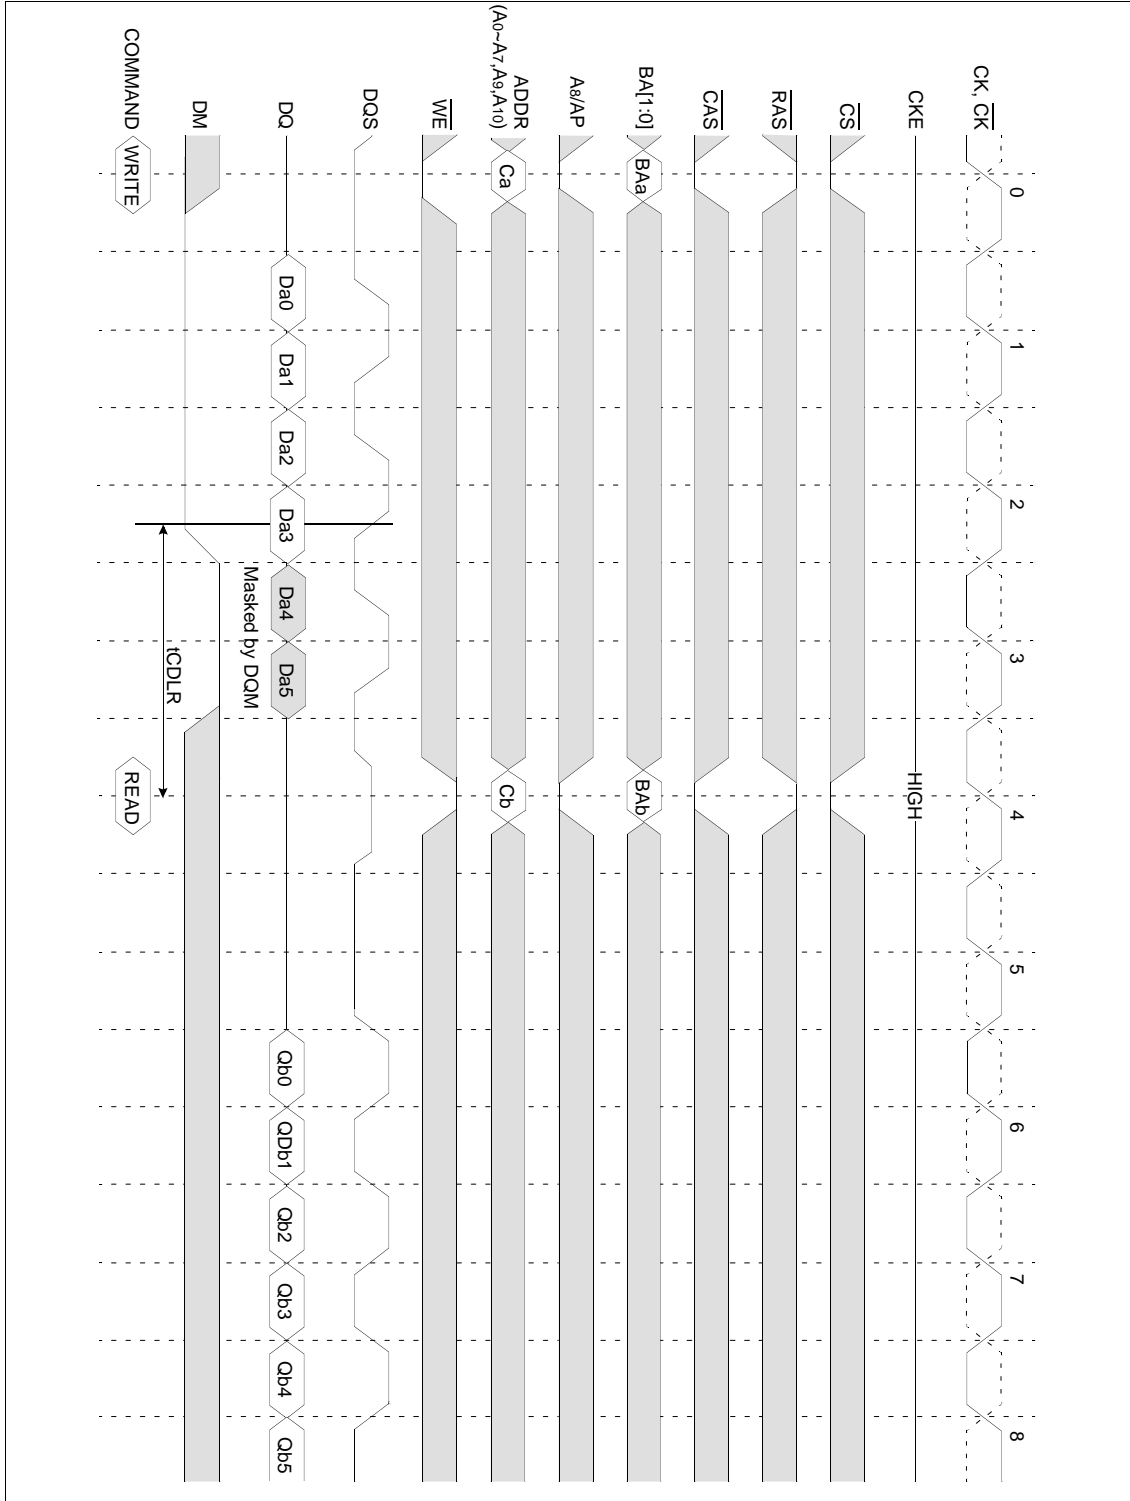 0 1 2 3 4 5 6 7 8
CK, CK
CKE HIGH
CS
RAS
CAS
BA[1:0] BAa BAb
A8/AP
ADDR
(A0~A7,A9,A10) Ca Cb
WE
DQS
DQ Da0 Da1 Da2 Da3 Da4 Da5 Qb0 QDb1 Qb2 Qb3 Qb4 Qb5
Masked by DQM
DM
tCDLR
COMMAND WRITE READ